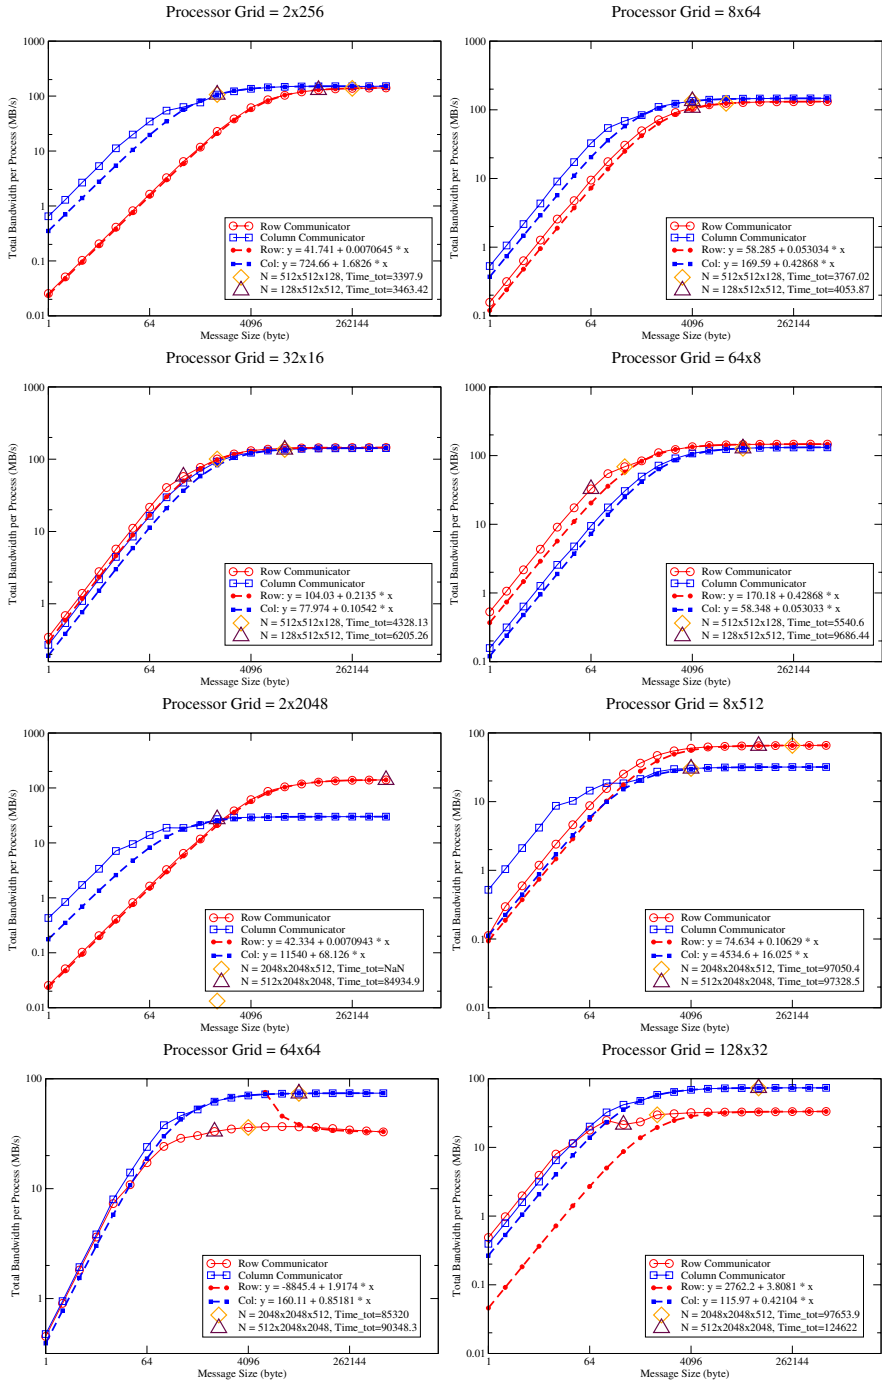 Processor Grid = 2x256
1000
100
10
1
0.1
0.01
Total Bandwidth per Process (MB/s)
Row Communicator
Column Communicator
Row: y = 41.741 + 0.0070645 * x
Col: y = 724.66 + 1.6826 * x
N = 512x512x128, Time_tot=3397.9
N = 128x512x512, Time_tot=3463.42
1 64 4096 262144
Message Size (byte)
Processor Grid = 8x64
1000
100
10
1
0.1
Total Bandwidth per Process (MB/s)
Row Communicator
Column Communicator
Row: y = 58.285 + 0.053034 * x
Col: y = 169.59 + 0.42868 * x
N = 512x512x128, Time_tot=3767.02
N = 128x512x512, Time_tot=4053.87
1 64 4096 262144
Message Size (byte)
Processor Grid = 32x16
1000
100
10
1
Total Bandwidth per Process (MB/s)
Row Communicator
Column Communicator
Row: y = 104.03 + 0.2135 * x
Col: y = 77.974 + 0.10542 * x
N = 512x512x128, Time_tot=4328.13
N = 128x512x512, Time_tot=6205.26
1 64 4096 262144
Message Size (byte)
Processor Grid = 64x8
1000
100
10
1
0.1
Total Bandwidth per Process (MB/s)
Row Communicator
Column Communicator
Row: y = 170.18 + 0.42868 * x
Col: y = 58.348 + 0.053033 * x
N = 512x512x128, Time_tot=5540.6
N = 128x512x512, Time_tot=9686.44
1 64 4096 262144
Message Size (byte)
Processor Grid = 2x2048
1000
100
10
1
0.1
0.01
Total Bandwidth per Process (MB/s)
Row Communicator
Column Communicator
Row: y = 42.334 + 0.0070943 * x
Col: y = 11540 + 68.126 * x
N = 2048x2048x512, Time_tot=NaN
N = 512x2048x2048, Time_tot=84934.9
1 64 4096 262144
Message Size (byte)
Processor Grid = 8x512
100
10
1
0.1
0.01
Total Bandwidth per Process (MB/s)
Row Communicator
Column Communicator
Row: y = 74.634 + 0.10629 * x
Col: y = 4534.6 + 16.025 * x
N = 2048x2048x512, Time_tot=97050.4
N = 512x2048x2048, Time_tot=97328.5
1 64 4096 262144
Message Size (byte)
Processor Grid = 64x64
100
10
1
Total Bandwidth per Process (MB/s)
Row Communicator
Column Communicator
Row: y = -8845.4 + 1.9174 * x
Col: y = 160.11 + 0.85181 * x
N = 2048x2048x512, Time_tot=85320
N = 512x2048x2048, Time_tot=90348.3
1 64 4096 262144
Message Size (byte)
Processor Grid = 128x32
100
10
1
0.1
0.01
Total Bandwidth per Process (MB/s)
Row Communicator
Column Communicator
Row: y = 2762.2 + 3.8081 * x
Col: y = 115.97 + 0.42104 * x
N = 2048x2048x512, Time_tot=97653.9
N = 512x2048x2048, Time_tot=124622
1 64 4096 262144
Message Size (byte)